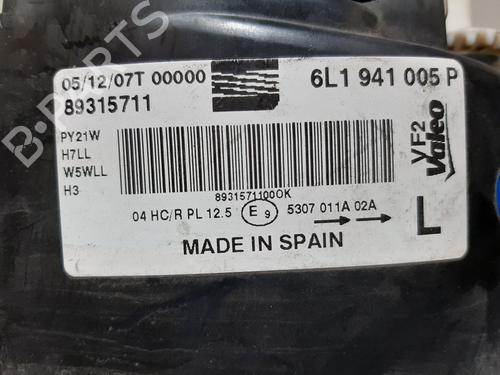 05/12/07T 00000
89315711
6L1 941 005 P
PY21W
H7LL
W5WLL
H3
89315711000K
VF2
Valeo
04 HC/R PL 12.5 E9 5307 011A 02A
L
MADE IN SPAIN
B-PARTS